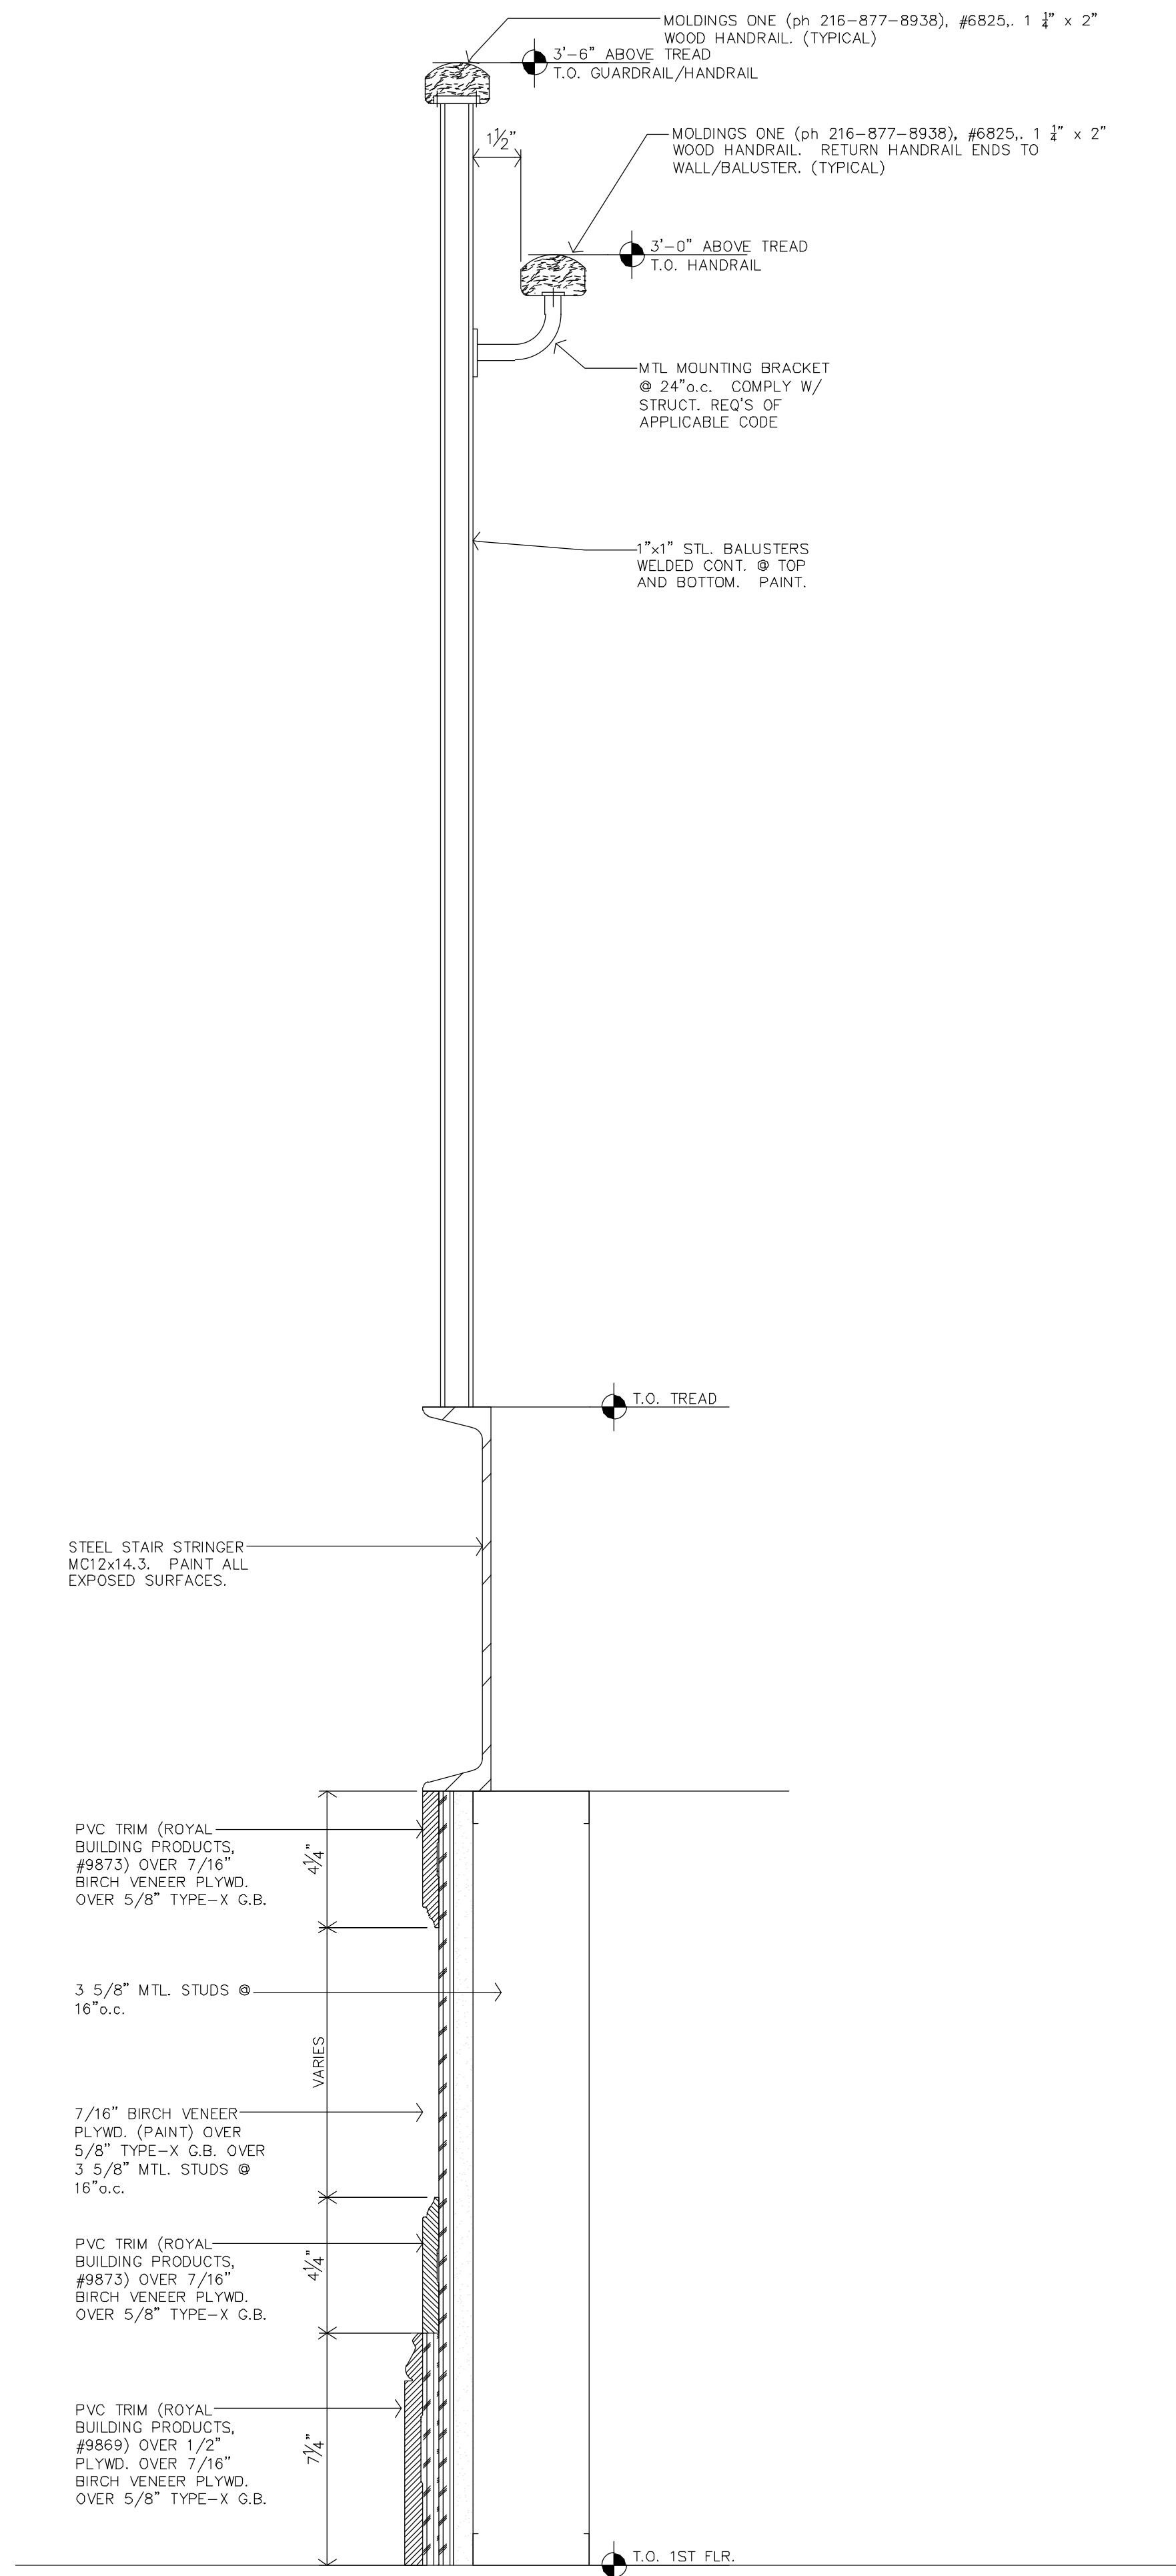 MOLDINGS ONE (ph 216-877-8938), #6825,. 1 1/4" x 2"
WOOD HANDRAIL. (TYPICAL)
3'-6" ABOVE TREAD
T.O. GUARDRAIL/HANDRAIL
1 1/2"
MOLDINGS ONE (ph 216-877-8938), #6825,. 1 1/4" x 2"
WOOD HANDRAIL. RETURN HANDRAIL ENDS TO
WALL/BALUSTER. (TYPICAL)
3'-0" ABOVE TREAD
T.O. HANDRAIL
MTL MOUNTING BRACKET
@ 24"o.c. COMPLY W/
STRUCT. REQ'S OF
APPLICABLE CODE
1"x1" STL. BALUSTERS
WELDED CONT. @ TOP
AND BOTTOM. PAINT.
T.O. TREAD
STEEL STAIR STRINGER
MC12x14.3. PAINT ALL
EXPOSED SURFACES.
PVC TRIM (ROYAL
BUILDING PRODUCTS,
#9873) OVER 7/16"
BIRCH VENEER PLYWD.
OVER 5/8" TYPE-X G.B.
4 1/4"
3 5/8" MTL. STUDS @
16"o.c.
VARIES
7/16" BIRCH VENEER
PLYWD. (PAINT) OVER
5/8" TYPE-X G.B. OVER
3 5/8" MTL. STUDS @
16"o.c.
PVC TRIM (ROYAL
BUILDING PRODUCTS,
#9873) OVER 7/16"
BIRCH VENEER PLYWD.
OVER 5/8" TYPE-X G.B.
4 1/4"
PVC TRIM (ROYAL
BUILDING PRODUCTS,
#9869) OVER 1/2"
PLYWD. OVER 7/16"
BIRCH VENEER PLYWD.
OVER 5/8" TYPE-X G.B.
7 1/4"
T.O. 1ST FLR.